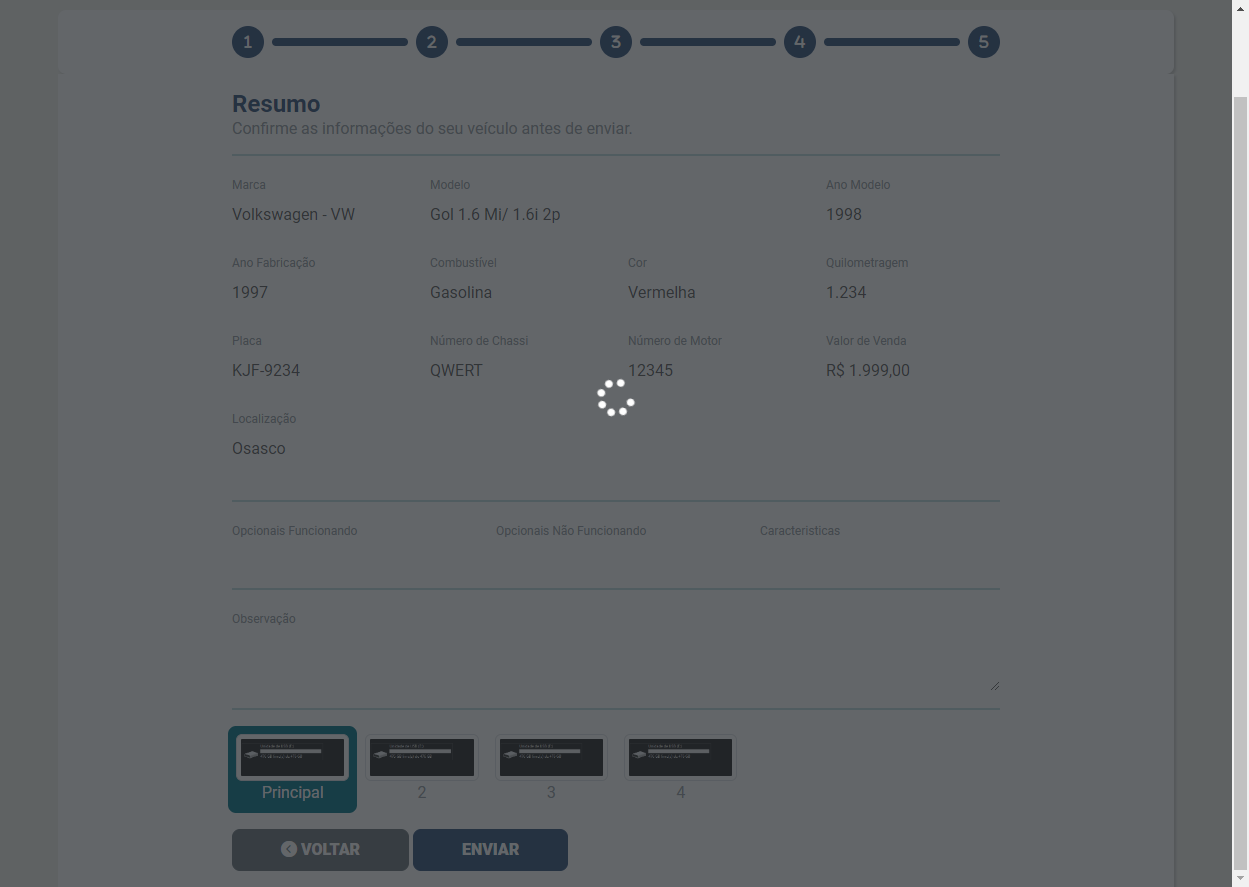 1 2 3 4 5
Resumo
Confirme as informações do seu veículo antes de enviar.
Marca Modelo Ano Modelo
Volkswagen - VW Gol 1.6 Mi/ 1.6i 2p 1998
Ano Fabricação Combustível Cor Quilometragem
1997 Gasolina Vermelha 1.234
Placa Número de Chassi Número de Motor Valor de Venda
KJF-9234 QWERT 12345 R$ 1.999,00
Localização
Osasco
Opcionais Funcionando Opcionais Não Funcionando Caracteristicas
Observação
Principal 2 3 4
VOLTAR ENVIAR